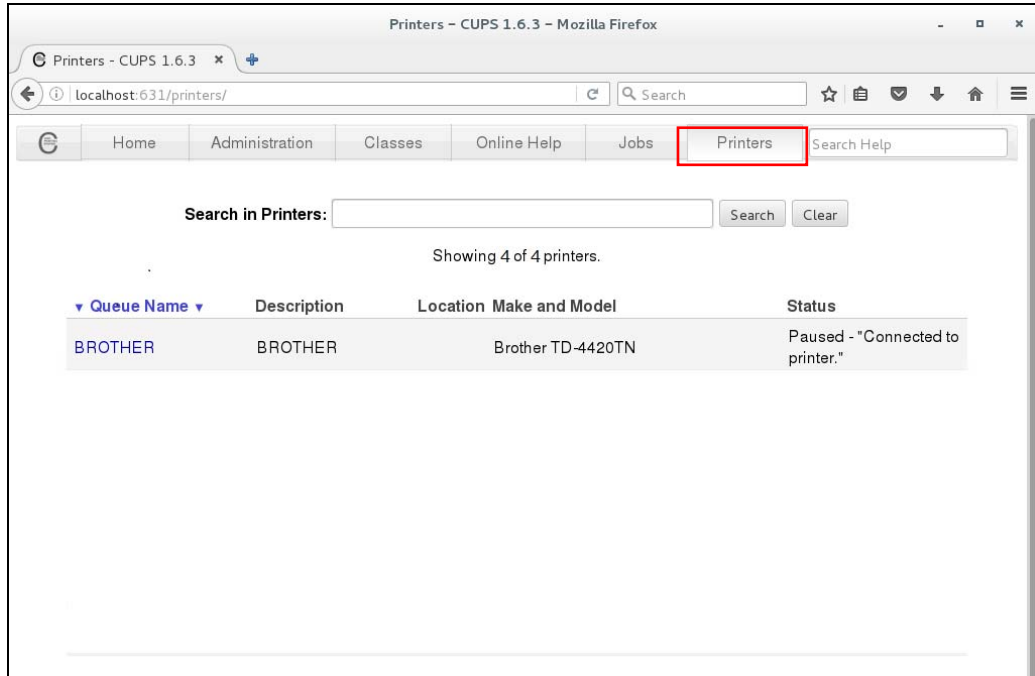 Printers – CUPS 1.6.3 – Mozilla Firefox
Printers - CUPS 1.6.3
localhost:631/printers/
Search
Home Administration Classes Online Help Jobs Printers Search Help
Search in Printers: Search Clear
Showing 4 of 4 printers.
▼ Queue Name ▼ Description Location Make and Model Status
BROTHER BROTHER Brother TD-4420TN Paused - "Connected to
printer."